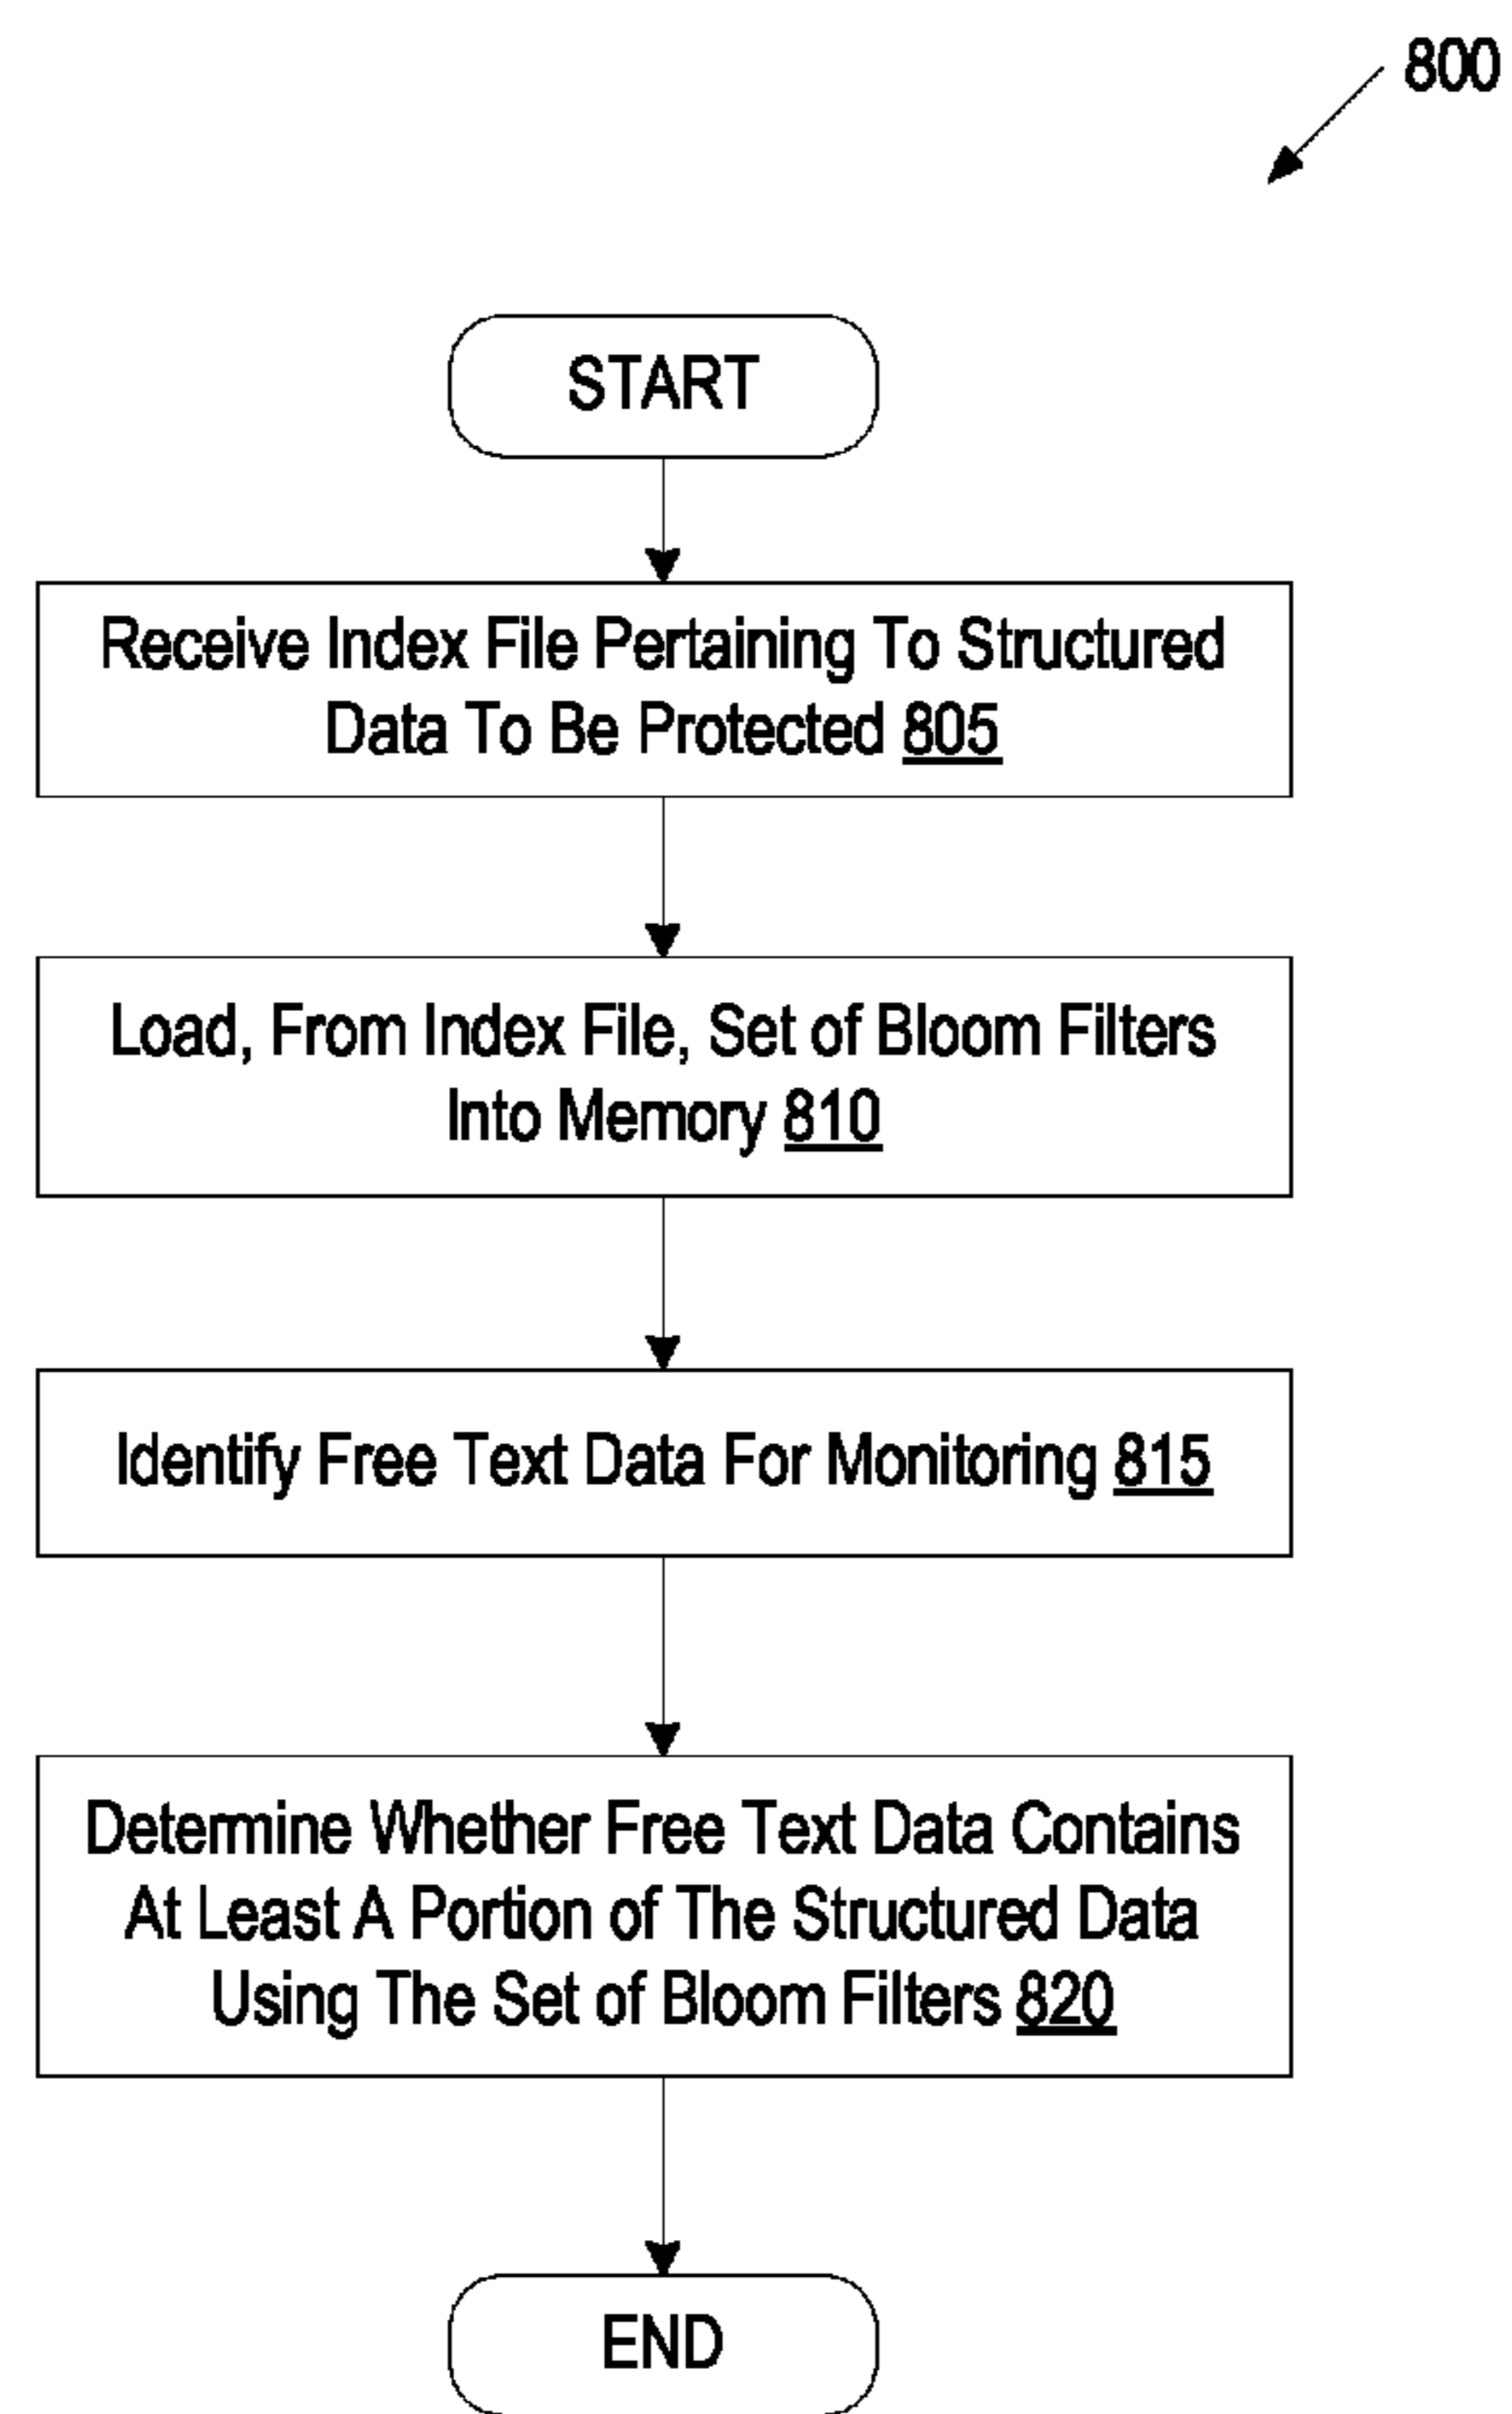 800
START
Receive Index File Pertaining To Structured
Data To Be Protected 805
Load, From Index File, Set of Bloom Filters
Into Memory 810
Identify Free Text Data For Monitoring 815
Determine Whether Free Text Data Contains
At Least A Portion of The Structured Data
Using The Set of Bloom Filters 820
END